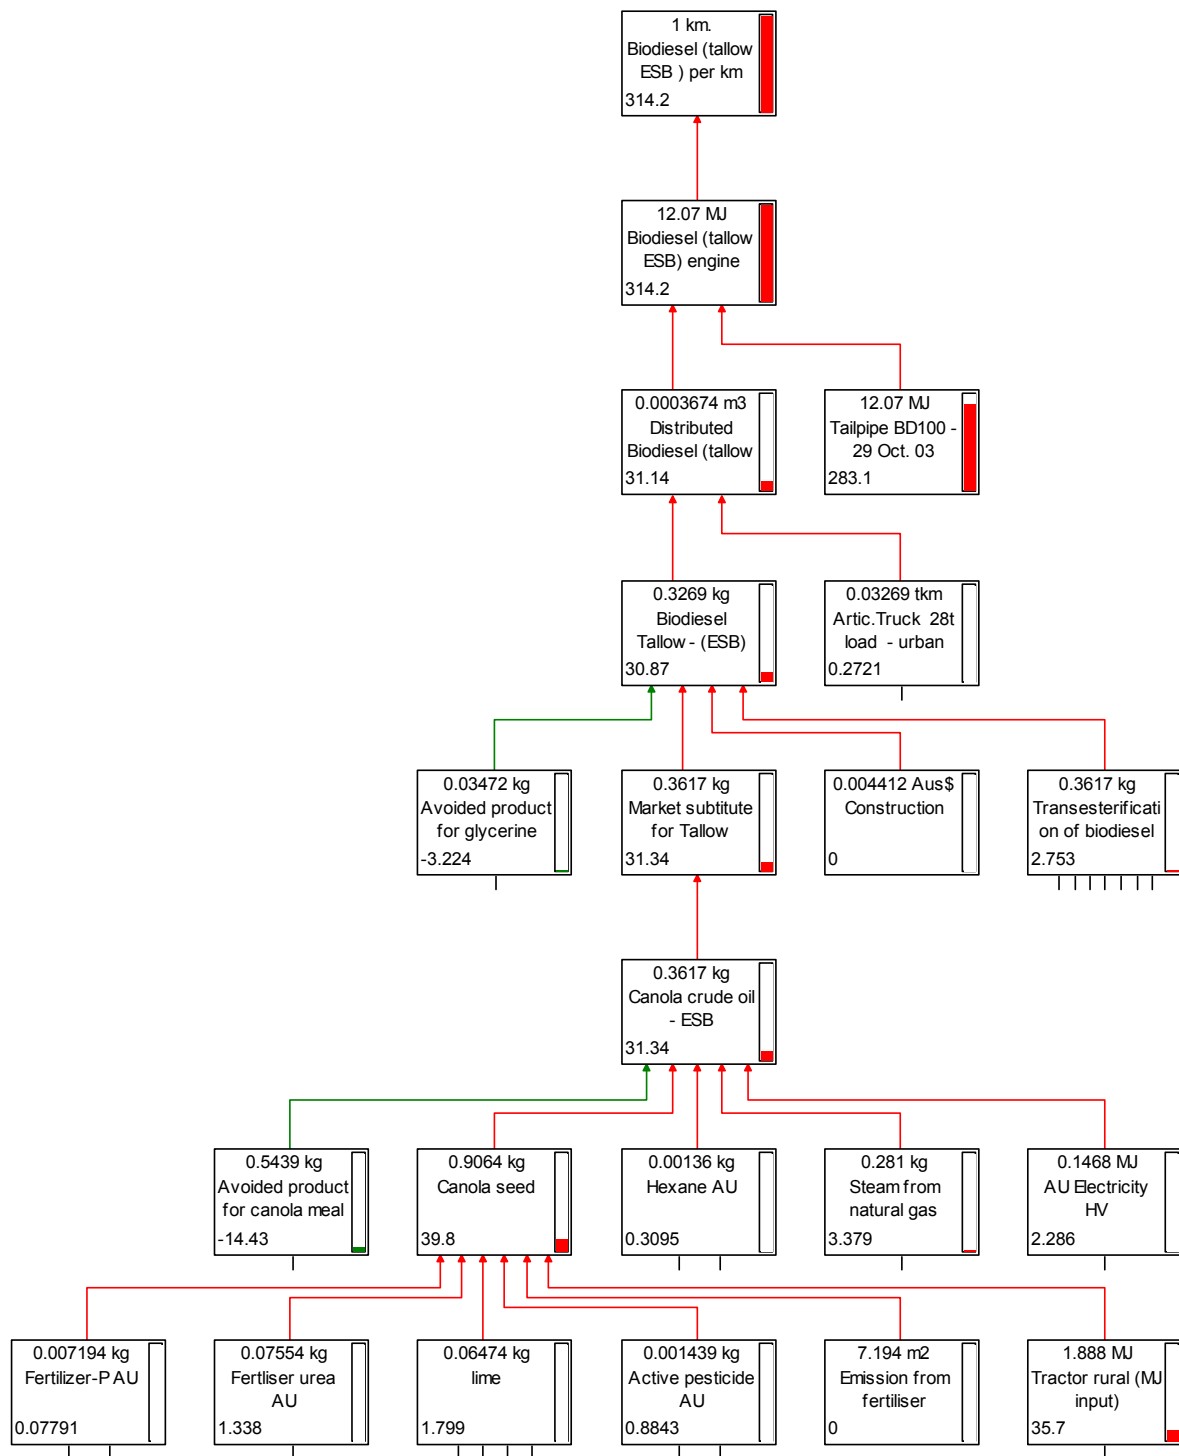 1 km.
Biodiesel (tallow
ESB ) per km
314.2
12.07 MJ
Biodiesel (tallow
ESB) engine
314.2
0.0003674 m3
Distributed
Biodiesel (tallow
31.14
12.07 MJ
Tailpipe BD100 -
29 Oct. 03
283.1
0.3269 kg
Biodiesel
Tallow - (ESB)
30.87
0.03269 tkm
Artic.Truck 28t
load - urban
0.2721
0.03472 kg
Avoided product
for glycerine
-3.224
0.3617 kg
Market subtitute
for Tallow
31.34
0.004412 Aus$
Construction
0
0.3617 kg
Transesterificati
on of biodiesel
2.753
0.3617 kg
Canola crude oil
- ESB
31.34
0.5439 kg
Avoided product
for canola meal
-14.43
0.9064 kg
Canola seed
39.8
0.00136 kg
Hexane AU
0.3095
0.281 kg
Steam from
natural gas
3.379
0.1468 MJ
AU Electricity
HV
2.286
0.007194 kg
Fertilizer-P AU
0.07791
0.07554 kg
Fertliser urea
AU
1.338
0.06474 kg
lime
1.799
0.001439 kg
Active pesticide
AU
0.8843
7.194 m2
Emission from
fertiliser
0
1.888 MJ
Tractor rural (MJ
input)
35.7